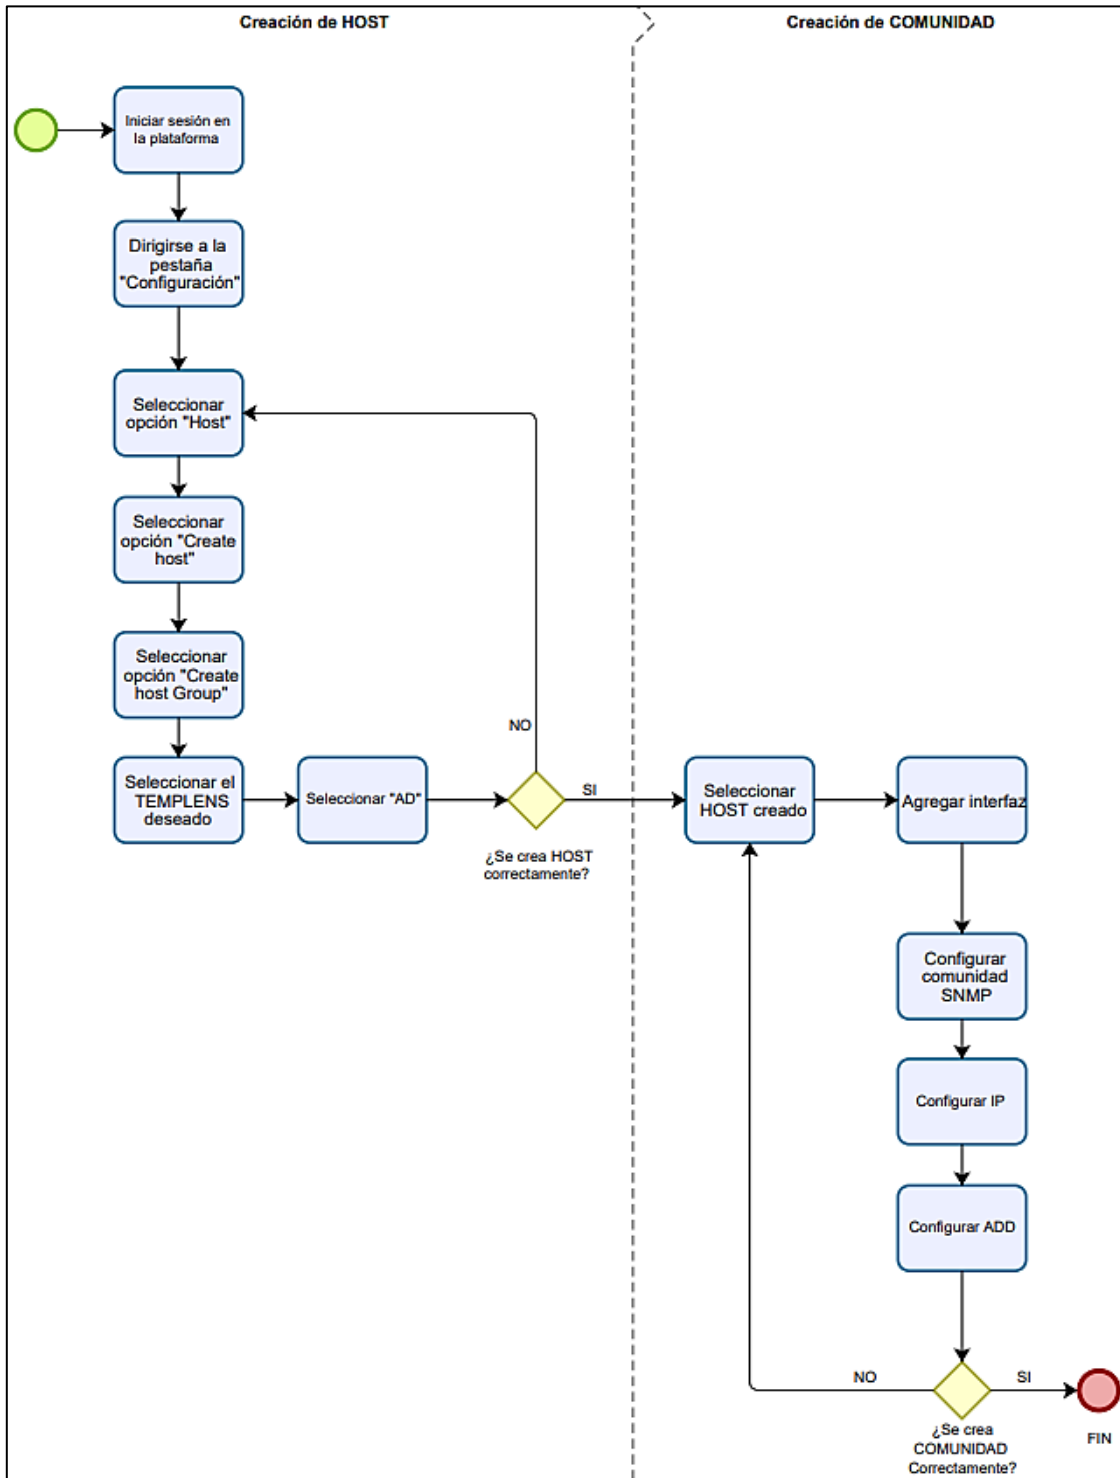 Creación de HOST
Creación de COMUNIDAD
Iniciar sesión en
la plataforma
Dirigirse a la
pestaña
"Configuración"
Seleccionar
opción "Host"
Seleccionar
opción "Create
host"
Seleccionar
opción "Create
host Group"
Seleccionar el
TEMPLENS
deseado
Seleccionar "AD"
NO
SI
¿Se crea HOST
correctamente?
Seleccionar
HOST creado
Agregar interfaz
Configurar
comunidad
SNMP
Configurar IP
Configurar ADD
NO
SI
¿Se crea
COMUNIDAD
Correctamente?
FIN